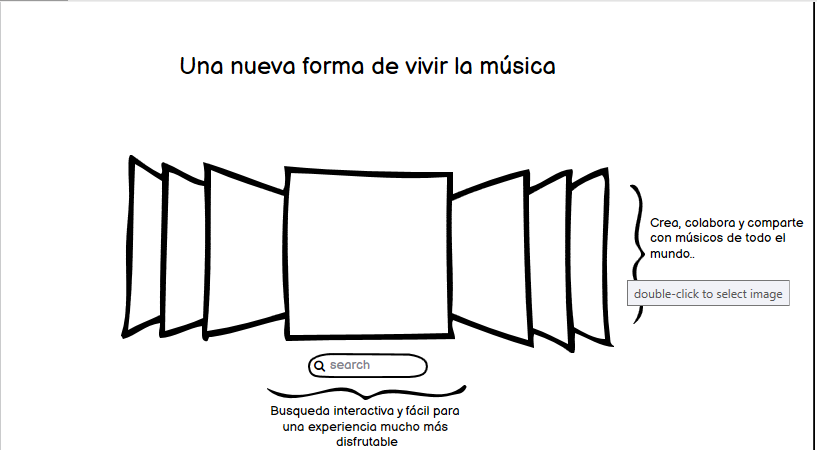 Una nueva forma de vivir la música
Crea, colabora y comparte
con músicos de todo el
mundo..
double-click to select image
search
Busqueda interactiva y fácil para
una experiencia mucho más
disfrutable